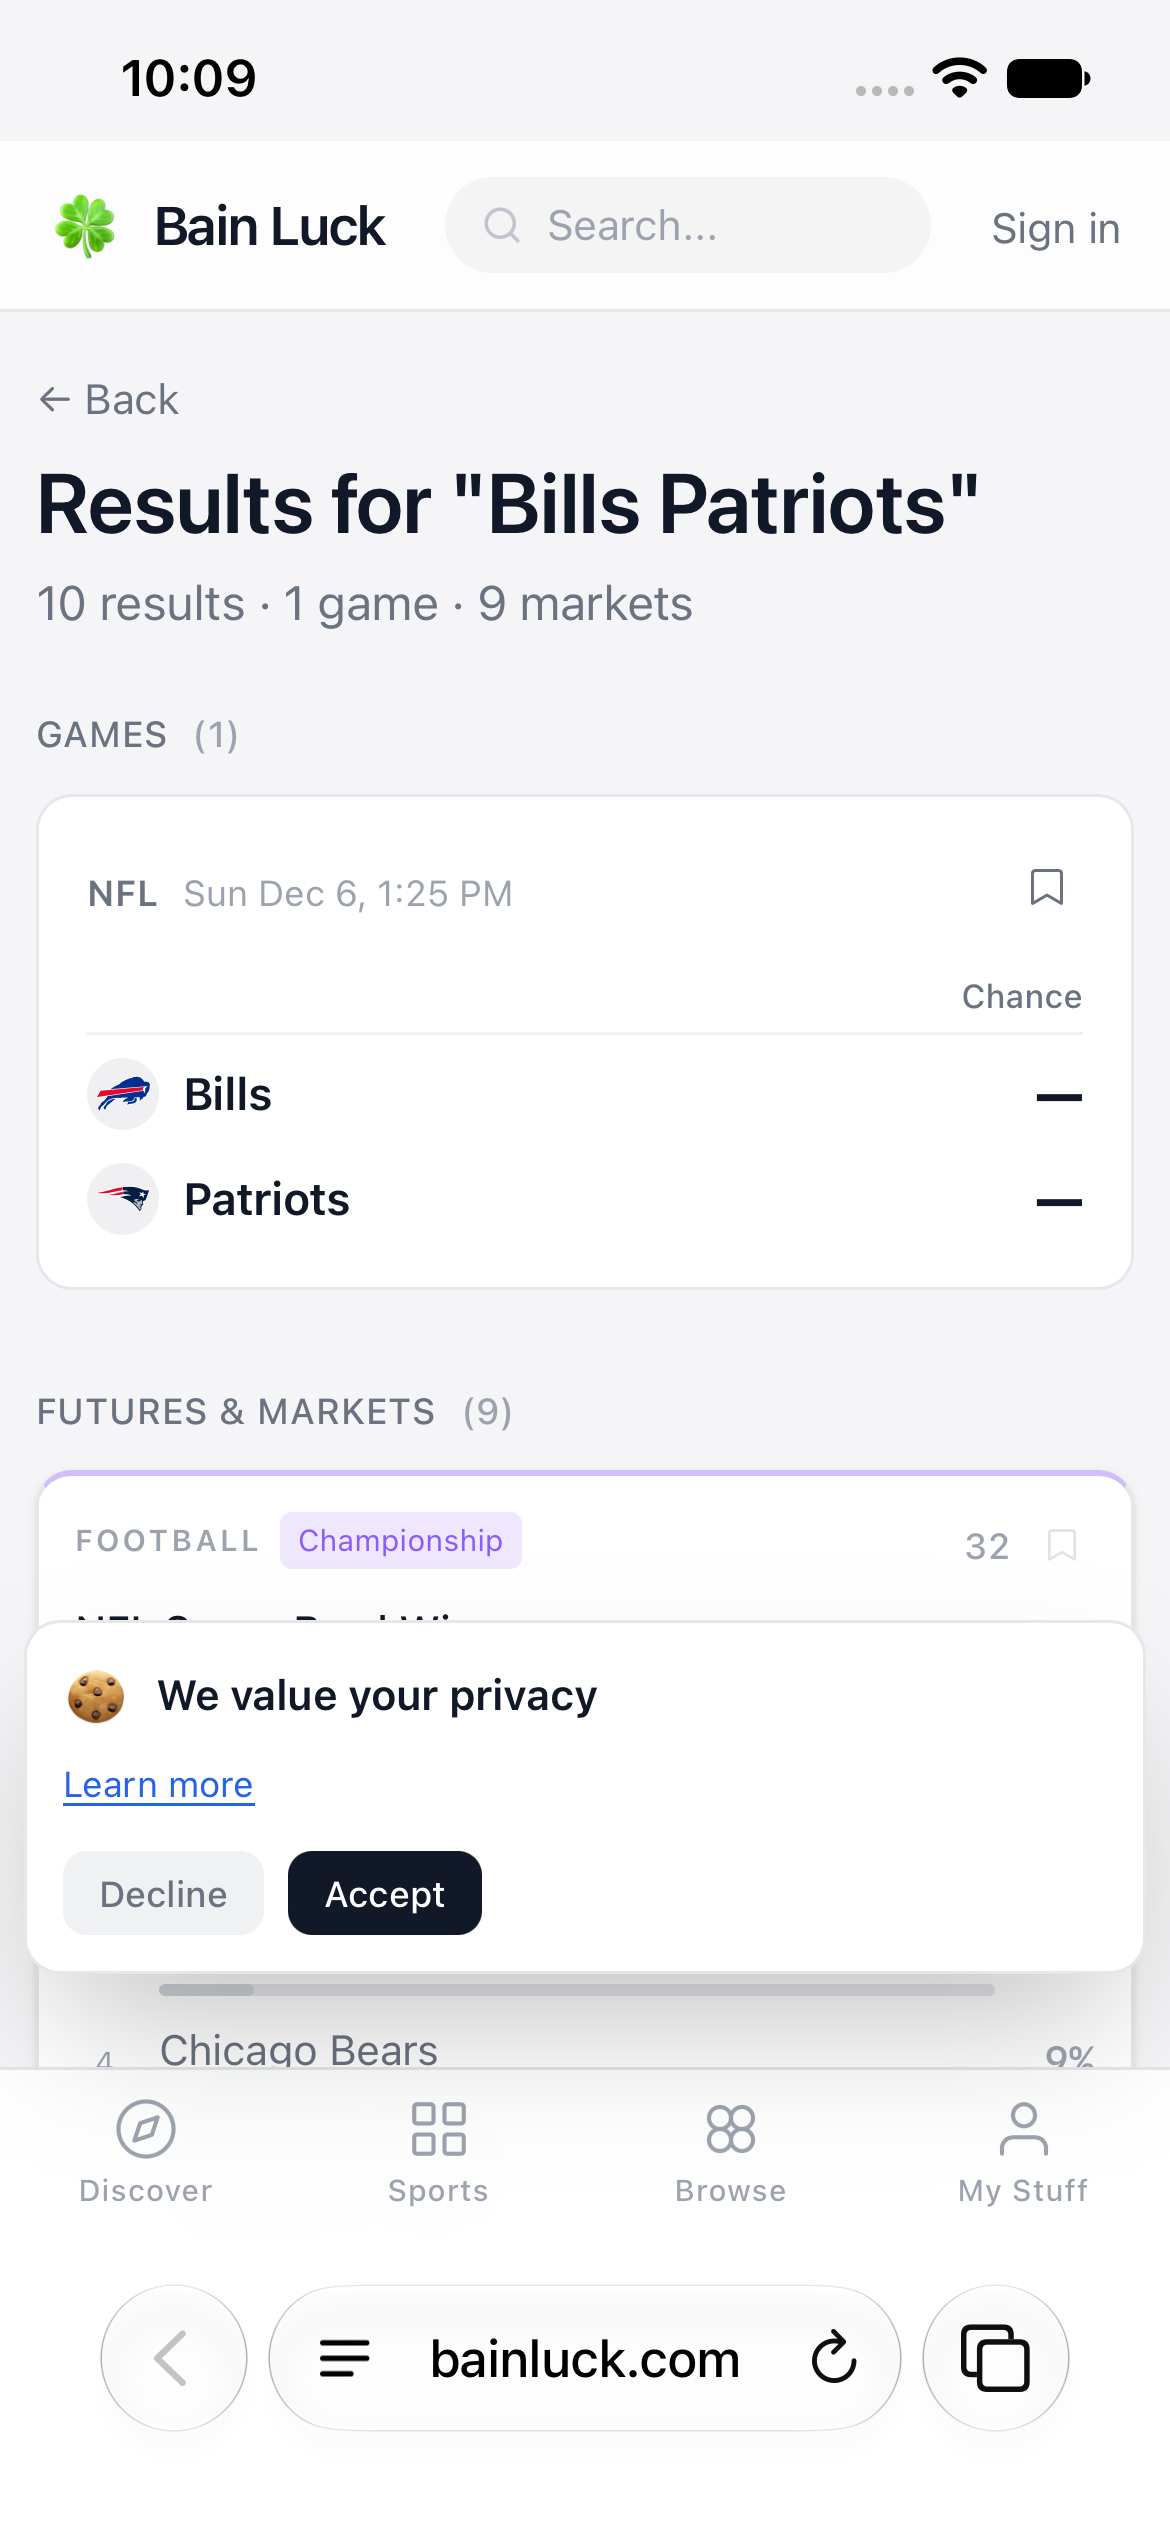 10:09
Bain Luck
Search...
Sign in
← Back
Results for "Bills Patriots"
10 results · 1 game · 9 markets
GAMES (1)
NFL Sun Dec 6, 1:25 PM
Chance
Bills —
Patriots —
FUTURES & MARKETS (9)
FOOTBALL Championship 32
We value your privacy
Learn more
Decline Accept
4 Chicago Bears 9%
Discover Sports Browse My Stuff
bainluck.com